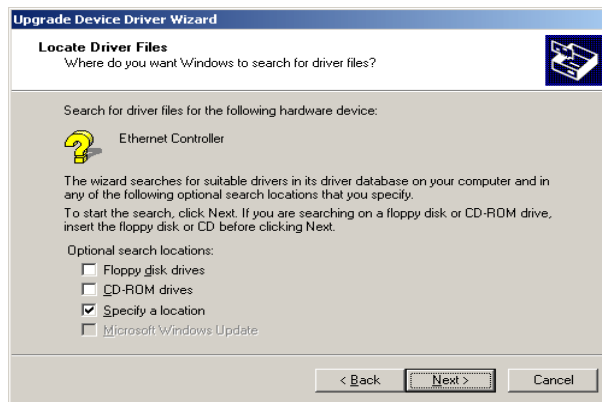 Upgrade Device Driver Wizard
Locate Driver Files
Where do you want Windows to search for driver files?
Search for driver files for the following hardware device:
Ethernet Controller
The wizard searches for suitable drivers in its driver database on your computer and in
any of the following optional search locations that you specify.
To start the search, click Next. If you are searching on a floppy disk or CD-ROM drive,
insert the floppy disk or CD before clicking Next.
Optional search locations:
Floppy disk drives
CD-ROM drives
Specify a location
Microsoft Windows Update
< Back Next > Cancel